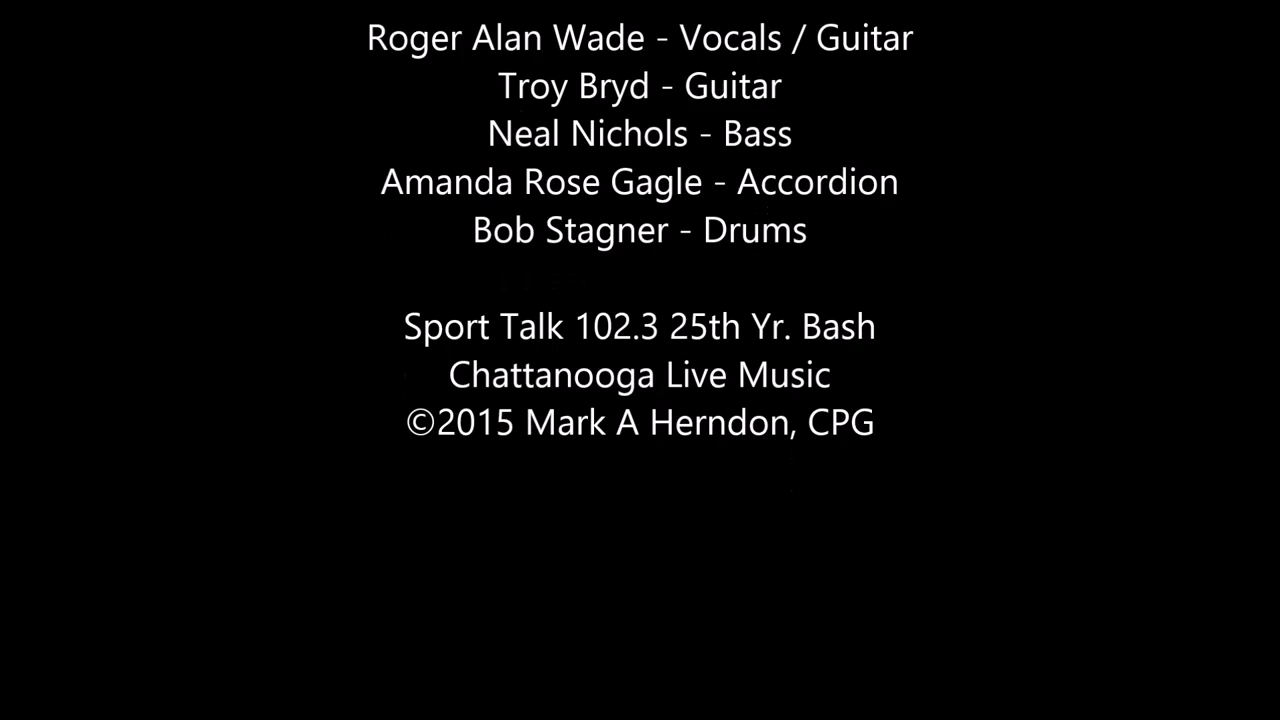 Roger Alan Wade - Vocals / Guitar
Troy Bryd - Guitar
Neal Nichols - Bass
Amanda Rose Gagle - Accordion
Bob Stagner - Drums
Sport Talk 102.3 25th Yr. Bash
Chattanooga Live Music
©2015 Mark A Herndon, CPG